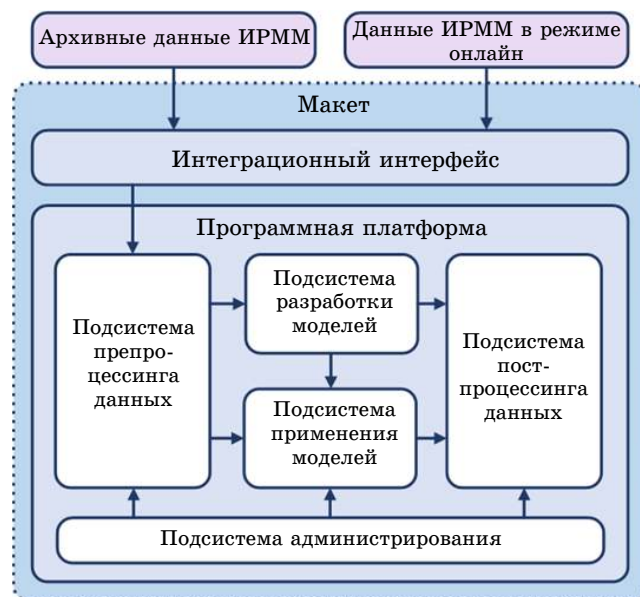 Архивные данные ИРММ
Данные ИРММ в режиме
онлайн
Макет
Интеграционный интерфейс
Программная платформа
Подсистема
препро-
цессинга
данных
Подсистема
разработки
моделей
Подсистема
применения
моделей
Подсистема
пост-
процессинга
данных
Подсистема администрирования